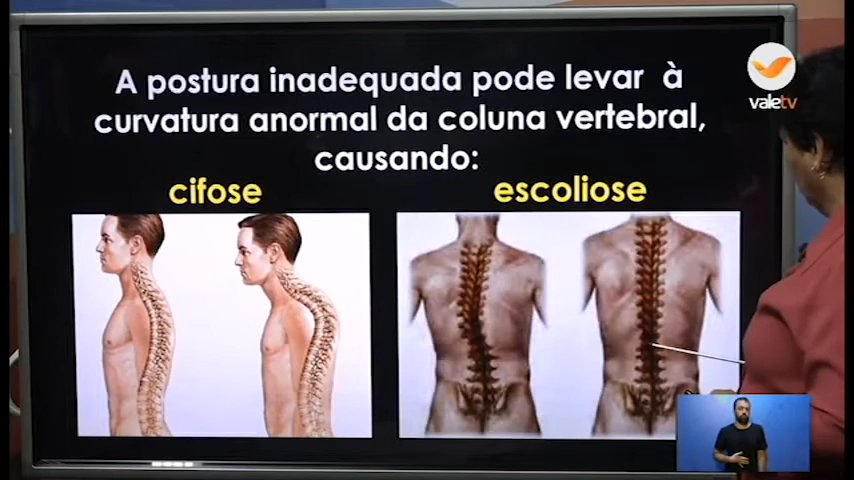 A postura inadequada pode levar à
curvatura anormal da coluna vertebral,
causando:
cifose
escoliose
valetv